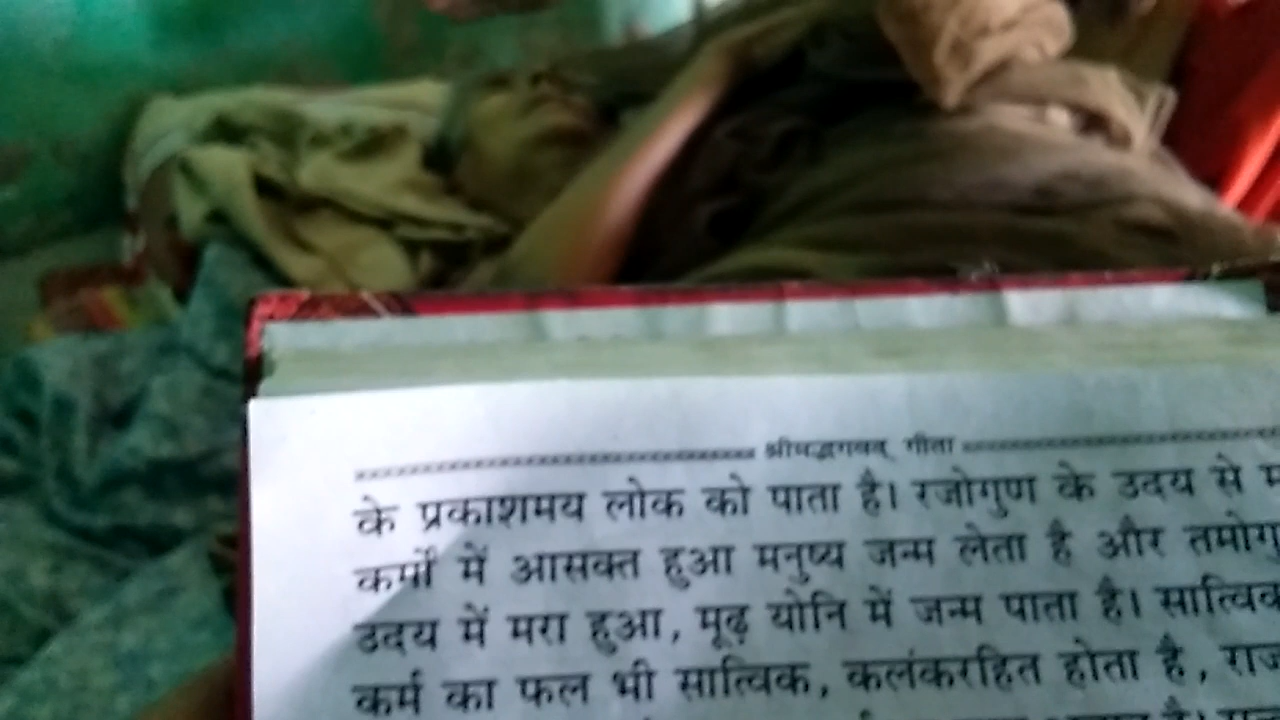 श्रीमद्भगवद् गीता
के प्रकाशमय लोक को पाता है। रजोगुण के उदय से
कर्मों में आसक्त हुआ मनुष्य जन्म लेता है और
उदय में मरा हुआ, मूढ़ योनि में जन्म पाता है।
कर्म का फल भी सात्विक, कलंकरहित होता है,